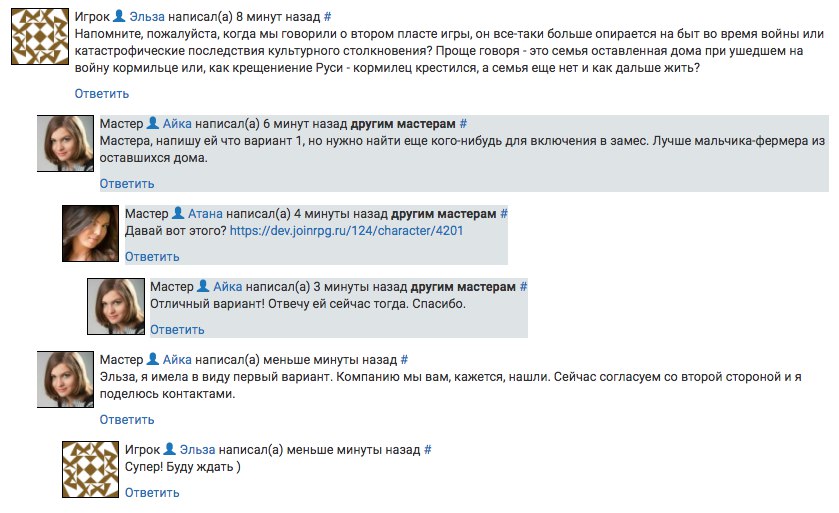 Игрок Эльза написал(а) 8 минут назад #
Напомните, пожалуйста, когда мы говорили о втором пласте игры, он все-таки больше опирается на быт во время войны или
катастрофические последствия культурного столкновения? Проще говоря - это семья оставленная дома при ушедшем на
войну кормильце или, как крещениение Руси - кормилец крестился, а семья еще нет и как дальше жить?
Ответить
Мастер Айка написал(а) 6 минут назад другим мастерам #
Мастера, напишу ей что вариант 1, но нужно найти еще кого-нибудь для включения в замес. Лучше мальчика-фермера из
оставшихся дома.
Ответить
Мастер Атана написал(а) 4 минуты назад другим мастерам #
Давай вот этого? https://dev.joinrpg.ru/124/character/4201
Ответить
Мастер Айка написал(а) 3 минуты назад другим мастерам #
Отличный вариант! Отвечу ей сейчас тогда. Спасибо.
Ответить
Мастер Айка написал(а) меньше минуты назад #
Эльза, я имела в виду первый вариант. Компанию мы вам, кажется, нашли. Сейчас согласуем со второй стороной и я
поделюсь контактами.
Ответить
Игрок Эльза написал(а) меньше минуты назад #
Супер! Буду ждать )
Ответить